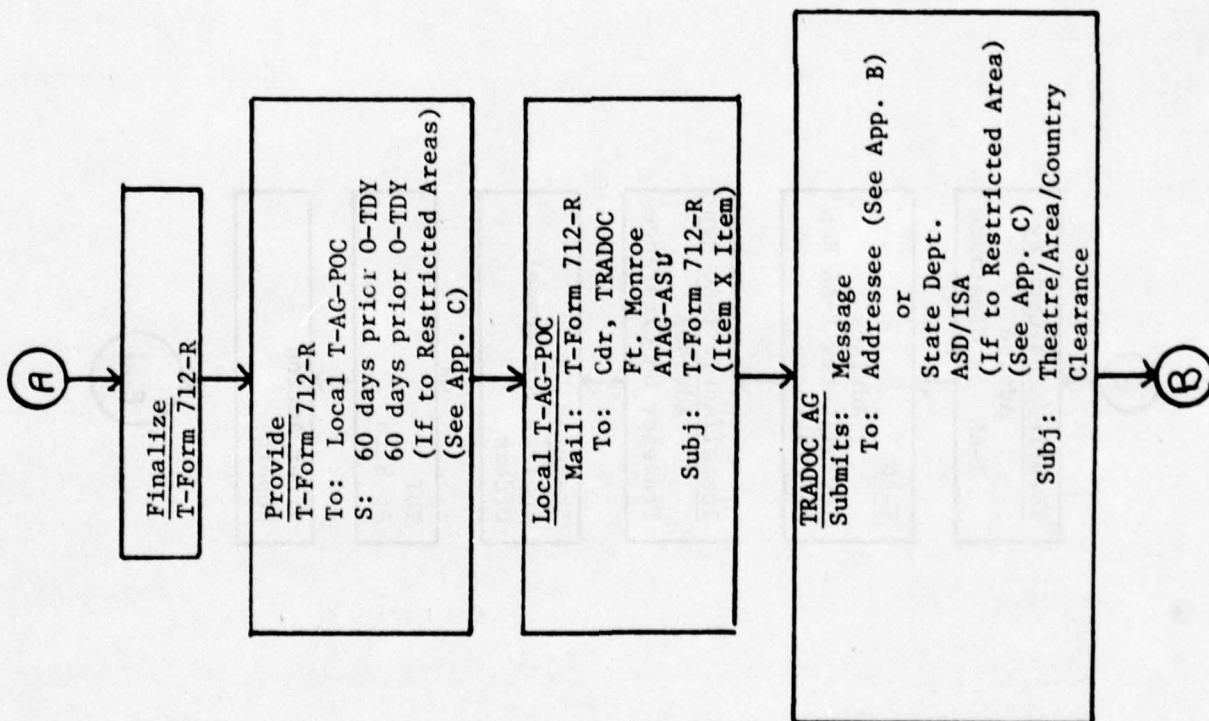 A
Finalize
T-Form 712-R
Provide
T-Form 712-R
To: Local T-AG-POC
S: 60 days prior O-TDY
60 days prior O-TDY
(If to Restricted Areas)
(See App. C)
Local T-AG-POC
Mail: T-Form 712-R
To: Cdr, TRADOC
Ft. Monroe
ATAG-ASU
Subj: T-Form 712-R
(Item X Item)
TRADOC AG
Submits: Message
To: Addressee (See App. B)
or
State Dept.
ASD/ISA
(If to Restricted Area)
(See App. C)
Subj: Theatre/Area/Country
Clearance
B